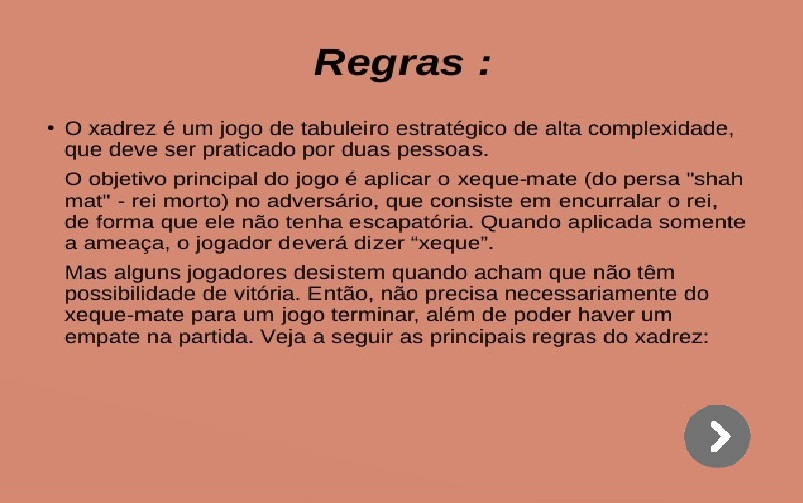 Regras :
• O xadrez é um jogo de tabuleiro estratégico de alta complexidade,
que deve ser praticado por duas pessoas.
O objetivo principal do jogo é aplicar o xeque-mate (do persa "shah
mat" - rei morto) no adversário, que consiste em encurralar o rei,
de forma que ele não tenha escapatória. Quando aplicada somente
a ameaça, o jogador deverá dizer “xeque”.
Mas alguns jogadores desistem quando acham que não têm
possibilidade de vitória. Então, não precisa necessariamente do
xeque-mate para um jogo terminar, além de poder haver um
empate na partida. Veja a seguir as principais regras do xadrez: